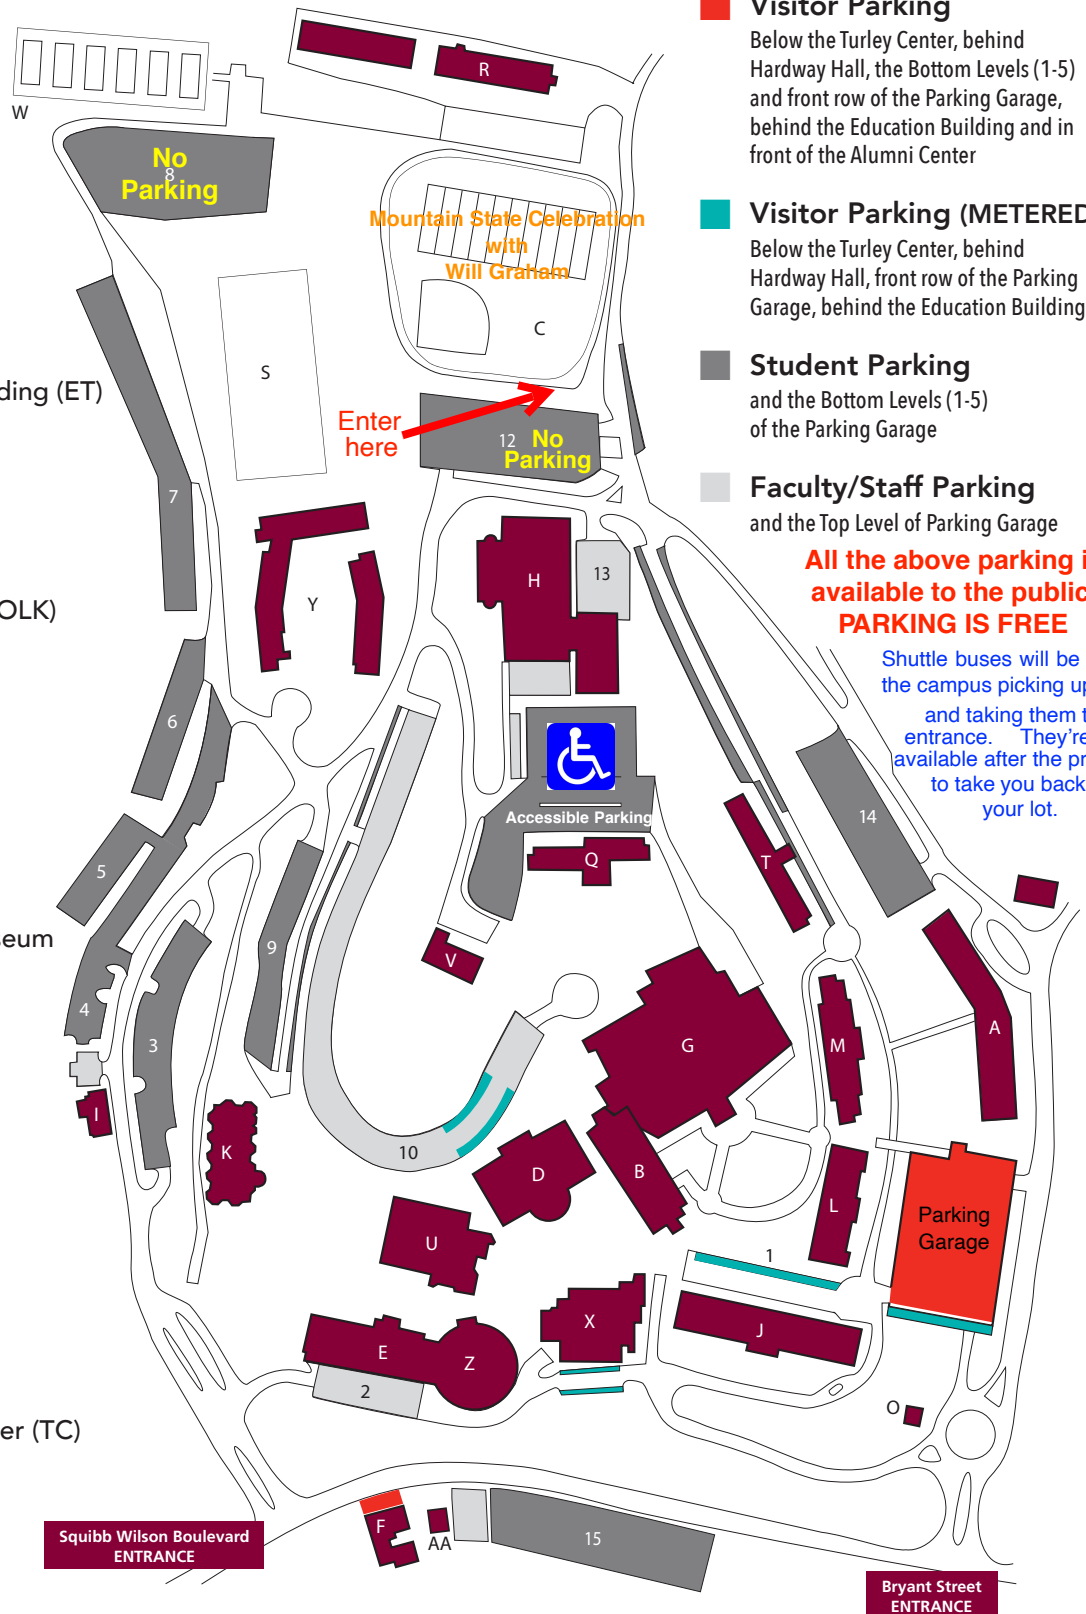 Visitor Parking
Below the Turley Center, behind
Hardway Hall, the Bottom Levels (1-5)
and front row of the Parking Garage,
behind the Education Building and in
front of the Alumni Center
Visitor Parking (METERED
Below the Turley Center, behind
Hardway Hall, front row of the Parking
Garage, behind the Education Building
Student Parking
and the Bottom Levels (1-5)
of the Parking Garage
Faculty/Staff Parking
and the Top Level of Parking Garage
All the above parking i
available to the public
PARKING IS FREE
Shuttle buses will be
the campus picking up
and taking them t
entrance. They're
available after the pr
to take you back
your lot.
R
W
No
8
Parking
Mountain State Celebration
with
Will Graham
C
S
ding (ET)
Enter
here
12 No
Parking
7
H
13
Y
OLK)
6
Accessible Parking
14
Q
T
5
9
eum
V
4
3
G
M
A
I
K
10
D
B
L
Parking
Garage
U
1
X
J
E
Z
2
O
er (TC)
F
AA
15
Squibb Wilson Boulevard
ENTRANCE
Bryant Street
ENTRANCE